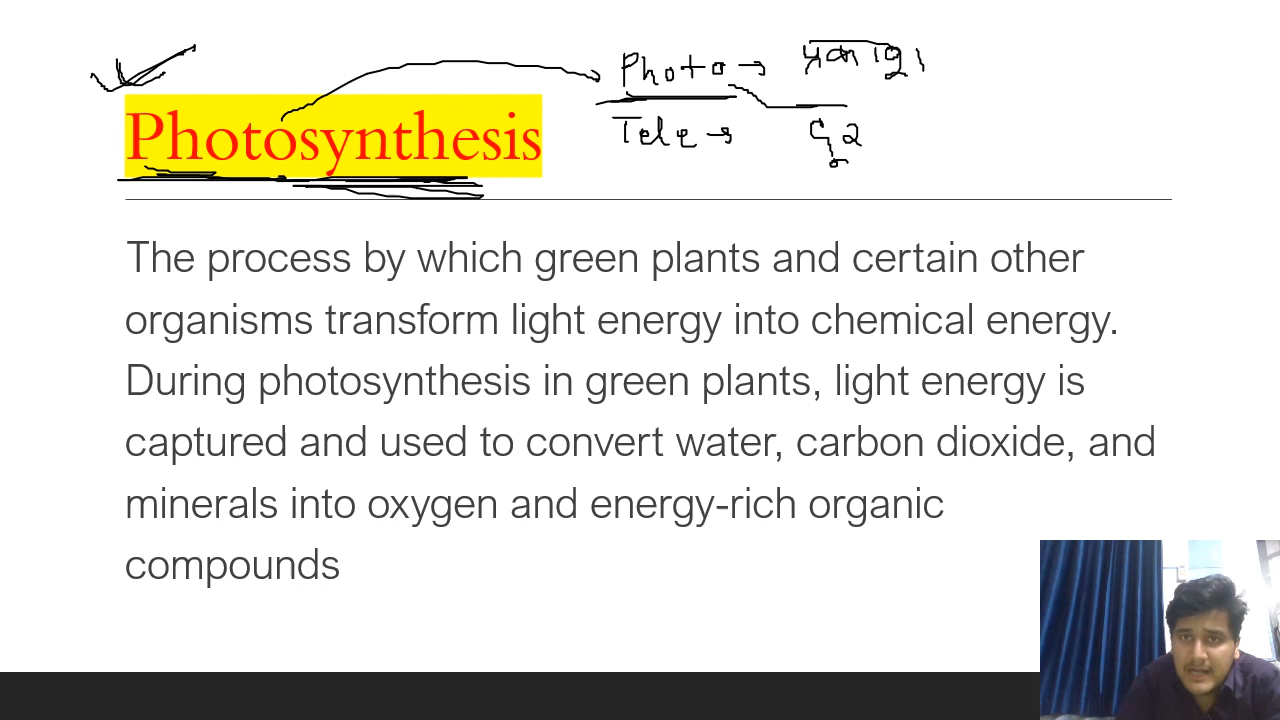 Photo →
Photosynthesis
Tele → दूर
The process by which green plants and certain other
organisms transform light energy into chemical energy.
During photosynthesis in green plants, light energy is
captured and used to convert water, carbon dioxide, and
minerals into oxygen and energy-rich organic
compounds